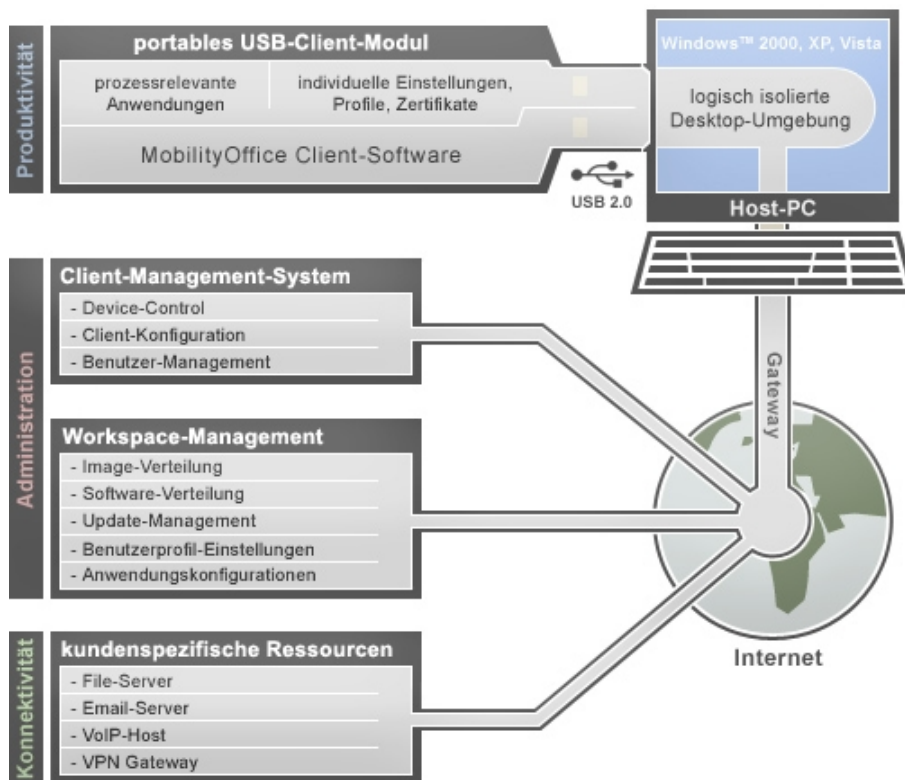 Produktivität
portables USB-Client-Modul
prozessrelevante
Anwendungen
individuelle Einstellungen,
Profile, Zertifikate
MobilityOffice Client-Software
USB 2.0
Windows™ 2000, XP, Vista
logisch isolierte
Desktop-Umgebung
Host-PC
Gateway
Internet
Administration
Client-Management-System
- Device-Control
- Client-Konfiguration
- Benutzer-Management
Workspace-Management
- Image-Verteilung
- Software-Verteilung
- Update-Management
- Benutzerprofil-Einstellungen
- Anwendungskonfigurationen
Konnektivität
kundenspezifische Ressourcen
- File-Server
- Email-Server
- VoIP-Host
- VPN Gateway